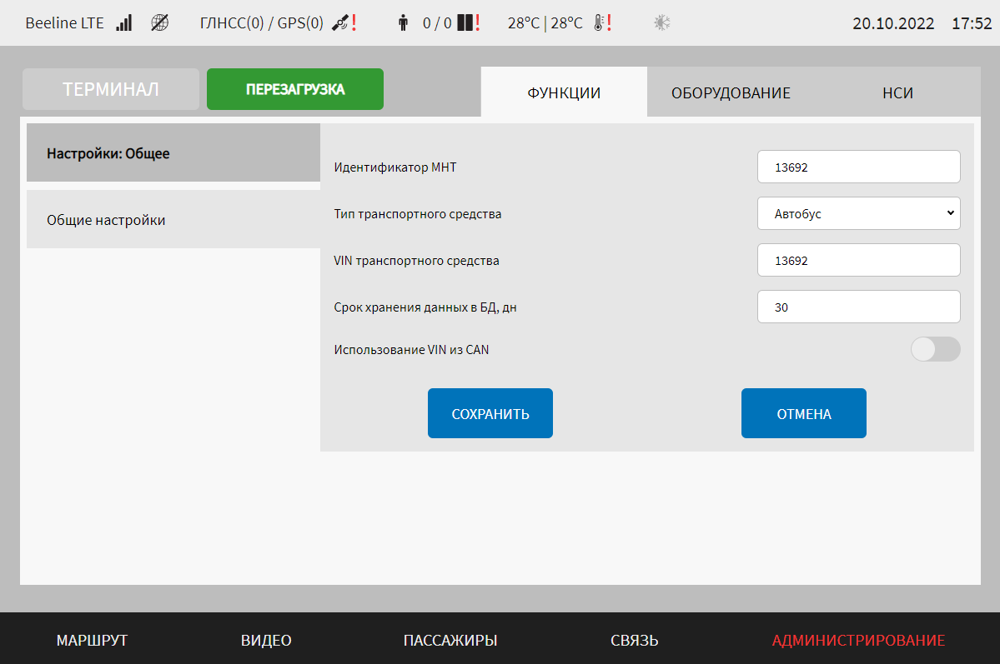 Beeline LTE ГЛНСС(0) / GPS(0) ! 0 / 0 ! 28°C | 28°C ! 20.10.2022 17:52
ТЕРМИНАЛ ПЕРЕЗАГРУЗКА ФУНКЦИИ ОБОРУДОВАНИЕ НСИ
Настройки: Общее
Общие настройки
Идентификатор МНТ 13692
Тип транспортного средства Автобус
VIN транспортного средства 13692
Срок хранения данных в БД, дн 30
Использование VIN из CAN
СОХРАНИТЬ ОТМЕНА
МАРШРУТ ВИДЕО ПАССАЖИРЫ СВЯЗЬ АДМИНИСТРИРОВАНИЕ